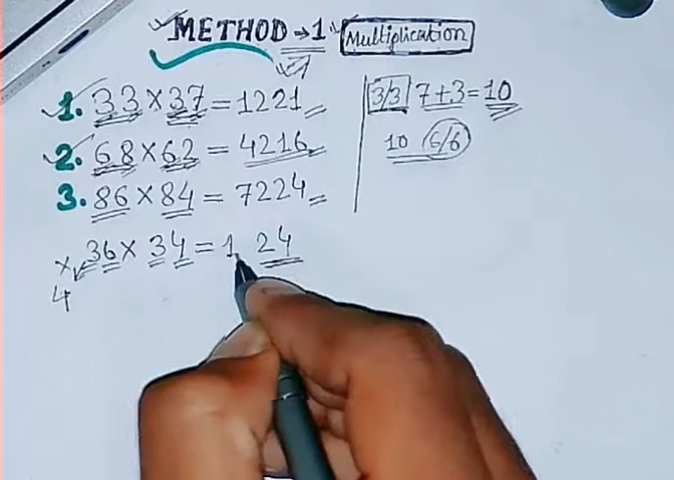 METHOD → 1 Multiplication
1. 33 × 37 = 1221
3/3 7+3=10
2. 68 × 62 = 4216
10 6/6
3. 86 × 84 = 7224
36 × 34 = 1 24
×
4